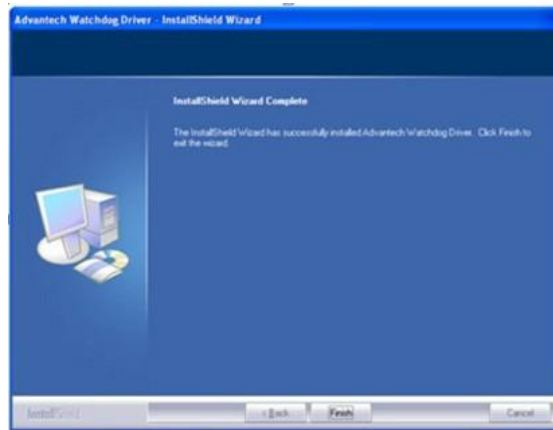 Advantech Watchdog Driver - InstallShield Wizard
InstallShield Wizard Complete
The InstallShield Wizard has successfully installed Advantech Watchdog Driver. Click Finish to
exit the wizard.
InstallShield
< Back
Finish
Cancel